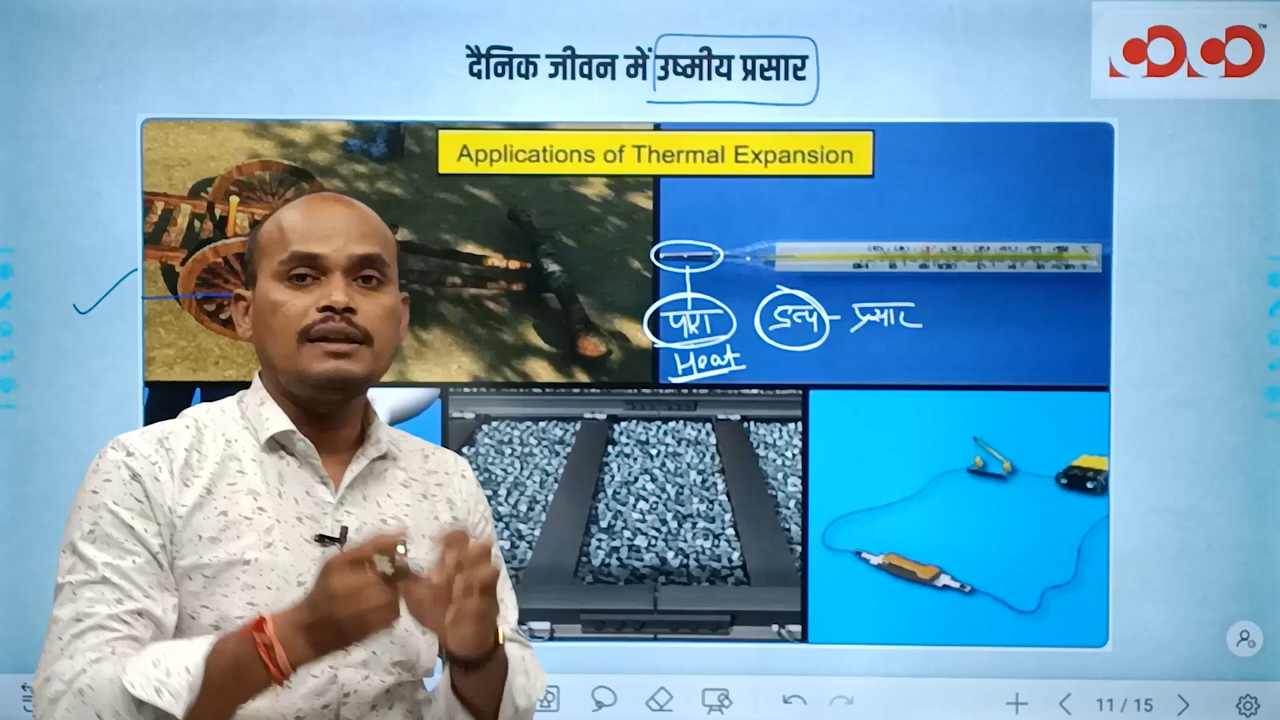 दैनिक जीवन में उष्मीय प्रसार
Applications of Thermal Expansion
पारा
द्रव्य - प्रसार
Heat
11 / 15